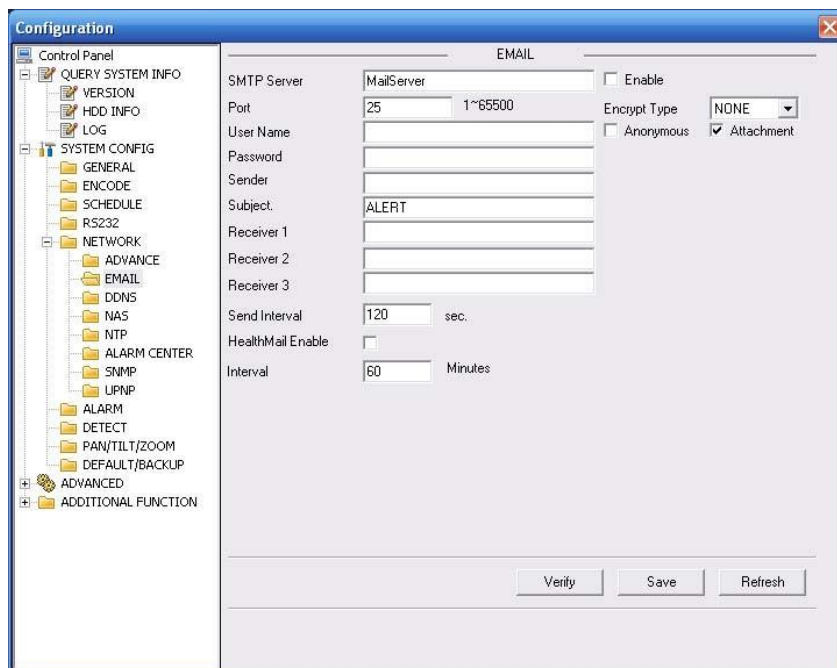 Configuration
Control Panel
QUERY SYSTEM INFO
VERSION
HDD INFO
LOG
SYSTEM CONFIG
GENERAL
ENCODE
SCHEDULE
RS232
NETWORK
ADVANCE
EMAIL
DDNS
NAS
NTP
ALARM CENTER
SNMP
UPNP
ALARM
DETECT
PAN/TILT/ZOOM
DEFAULT/BACKUP
ADVANCED
ADDITIONAL FUNCTION
EMAIL
SMTP Server MailServer Enable
Port 25 1~65500 Encrypt Type NONE
User Name Anonymous Attachment
Password
Sender
Subject. ALERT
Receiver 1
Receiver 2
Receiver 3
Send Interval 120 sec.
HealthMail Enable
Interval 60 Minutes
Verify Save Refresh